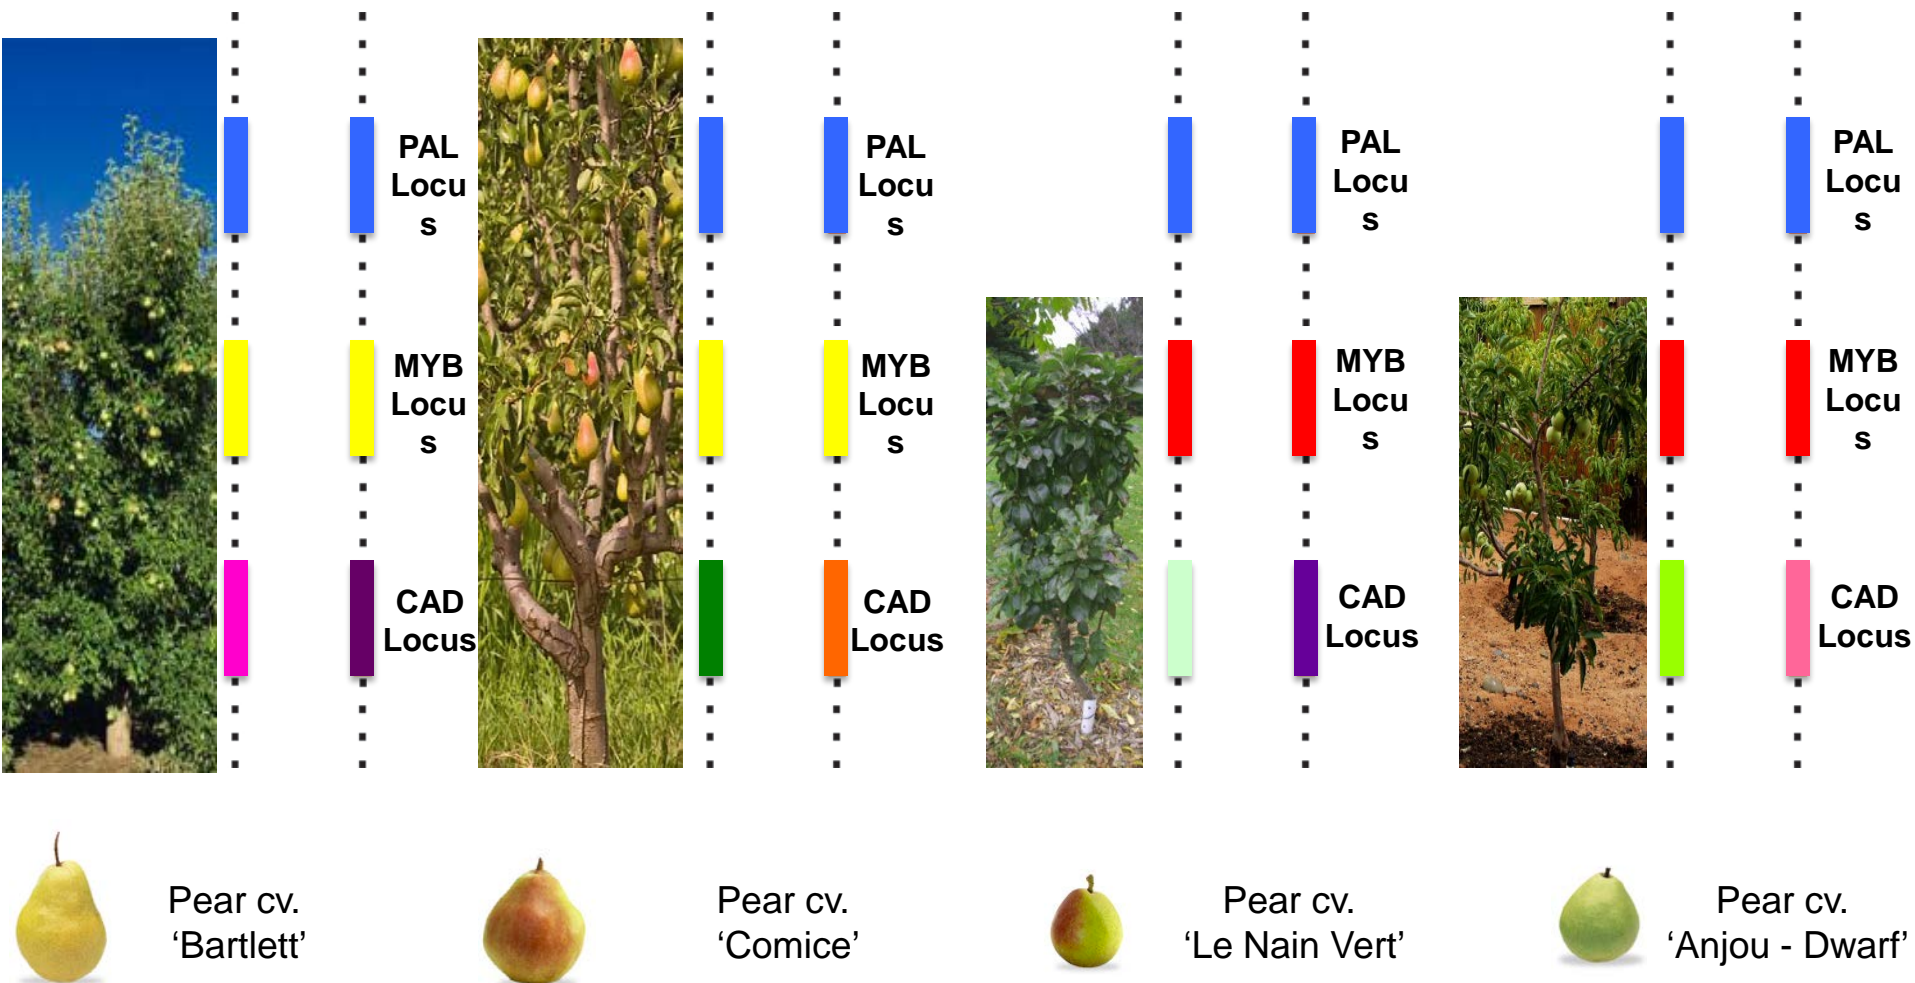 PAL
Locu
s
MYB
Locu
s
CAD
Locus
PAL
Locu
s
MYB
Locu
s
CAD
Locus
PAL
Locu
s
MYB
Locu
s
CAD
Locus
PAL
Locu
s
MYB
Locu
s
CAD
Locus
Pear cv.
‘Bartlett’
Pear cv.
‘Comice’
Pear cv.
‘Le Nain Vert’
Pear cv.
‘Anjou - Dwarf’